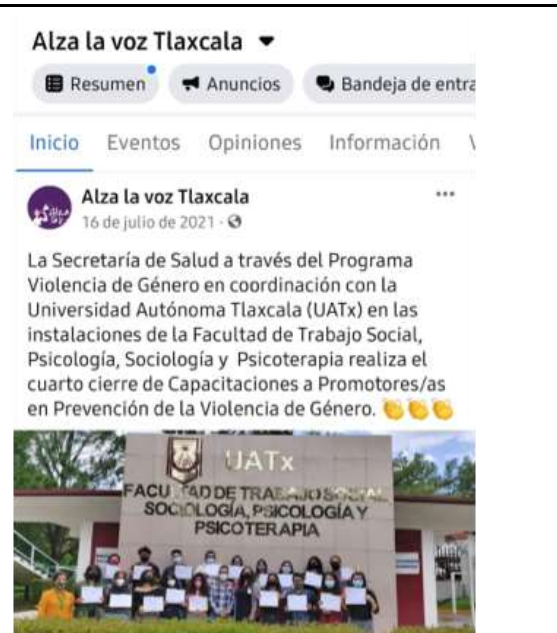 Alza la voz Tlaxcala
Resumen Anuncios Bandeja de entra
Inicio Eventos Opiniones Información
Alza la voz Tlaxcala
16 de julio de 2021
La Secretaría de Salud a través del Programa
Violencia de Género en coordinación con la
Universidad Autónoma Tlaxcala (UATx) en las
instalaciones de la Facultad de Trabajo Social,
Psicología, Sociología y Psicoterapia realiza el
cuarto cierre de Capacitaciones a Promotores/as
en Prevención de la Violencia de Género. 👏👏👏
UATx
FACULTAD DE TRABAJO SOCIAL
SOCIOLOGÍA, PSICOLOGÍA Y
PSICOTERAPIA